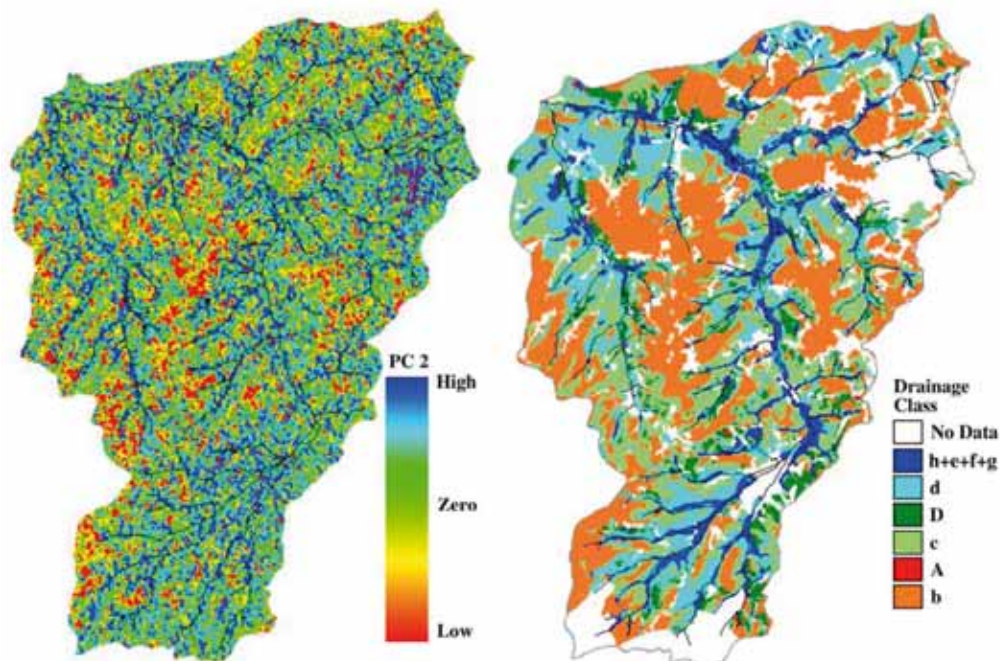 PC 2
High
Zero
Low
Drainage
Class
No Data
h+e+f+g
d
D
c
A
b